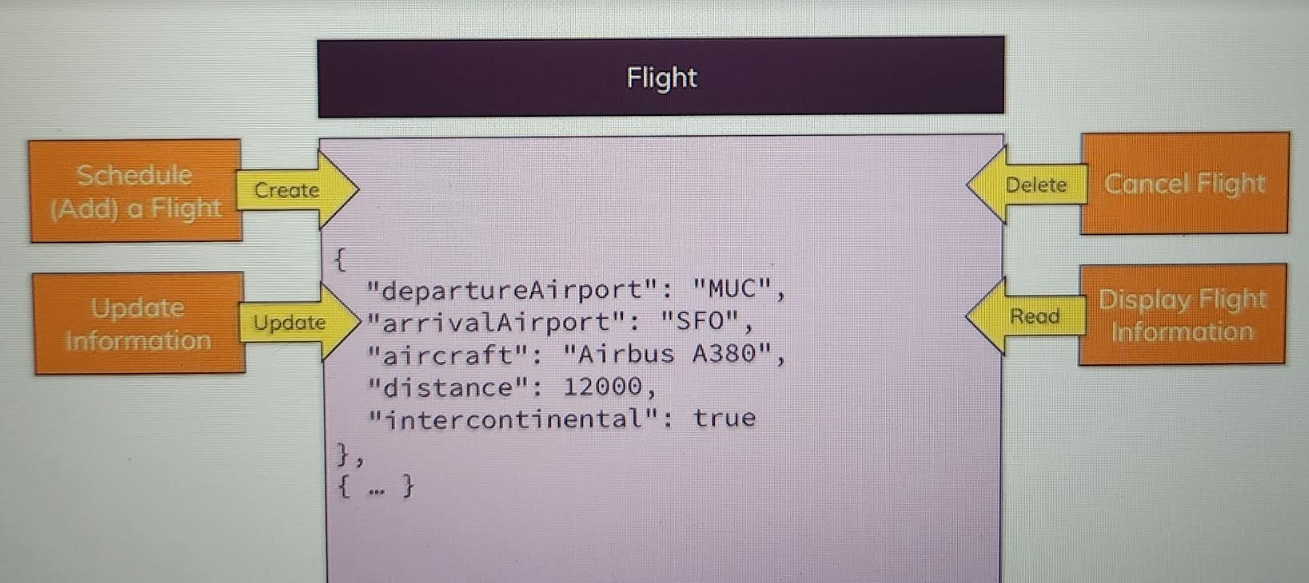 Flight
Schedule
(Add) a Flight
Create
Delete
Cancel Flight
Update
Information
Update
Read
Display Flight
Information
{
"departureAirport": "MUC",
"arrivalAirport": "SFO",
"aircraft": "Airbus A380",
"distance": 12000,
"intercontinental": true
},
{ … }